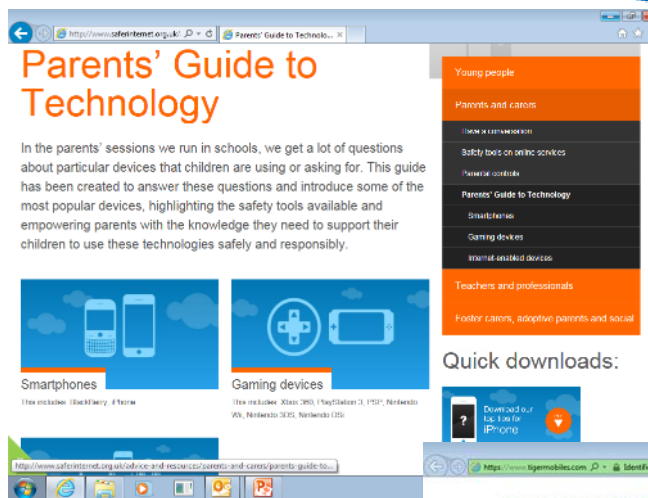 http://www.saferinternet.org.uk/
Parents' Guide to Technolo...
Parents' Guide to
Technology
In the parents' sessions we run in schools, we get a lot of questions
about particular devices that children are using or asking for. This guide
has been created to answer these questions and introduce some of the
most popular devices, highlighting the safety tools available and
empowering parents with the knowledge they need to support their
children to use these technologies safely and responsibly.
Smartphones
This includes: BlackBerry, iPhone
Gaming devices
This includes: Xbox 360, PlayStation 3, PSP, Nintendo
Wii, Nintendo 3DS, Nintendo DSi
Young people
Parents and carers
Have a conversation
Safety tools on online services
Parental controls
Parents' Guide to Technology
Smartphones
Gaming devices
Internet-enabled devices
Teachers and professionals
Foster carers, adoptive parents and social
Quick downloads:
?
Download our
top tips for
iPhone
http://www.saferinternet.org.uk/advice-and-resources/parents-and-carers/parents-guide-to...
https://www.tigermobiles.com
Identifie